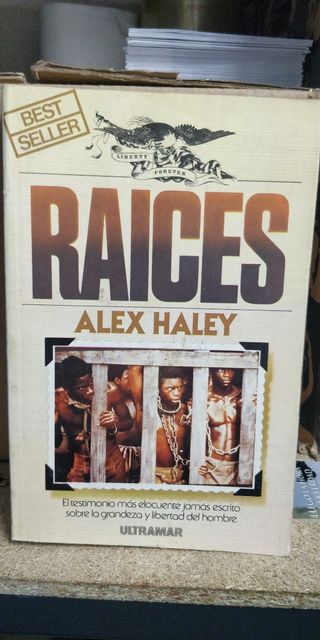 BEST
SELLER
LIBERTY
FOREVER
RAICES
ALEX HALEY
El testimonio más elocuente jamás escrito
sobre la grandeza y libertad del hombre.
ULTRAMAR